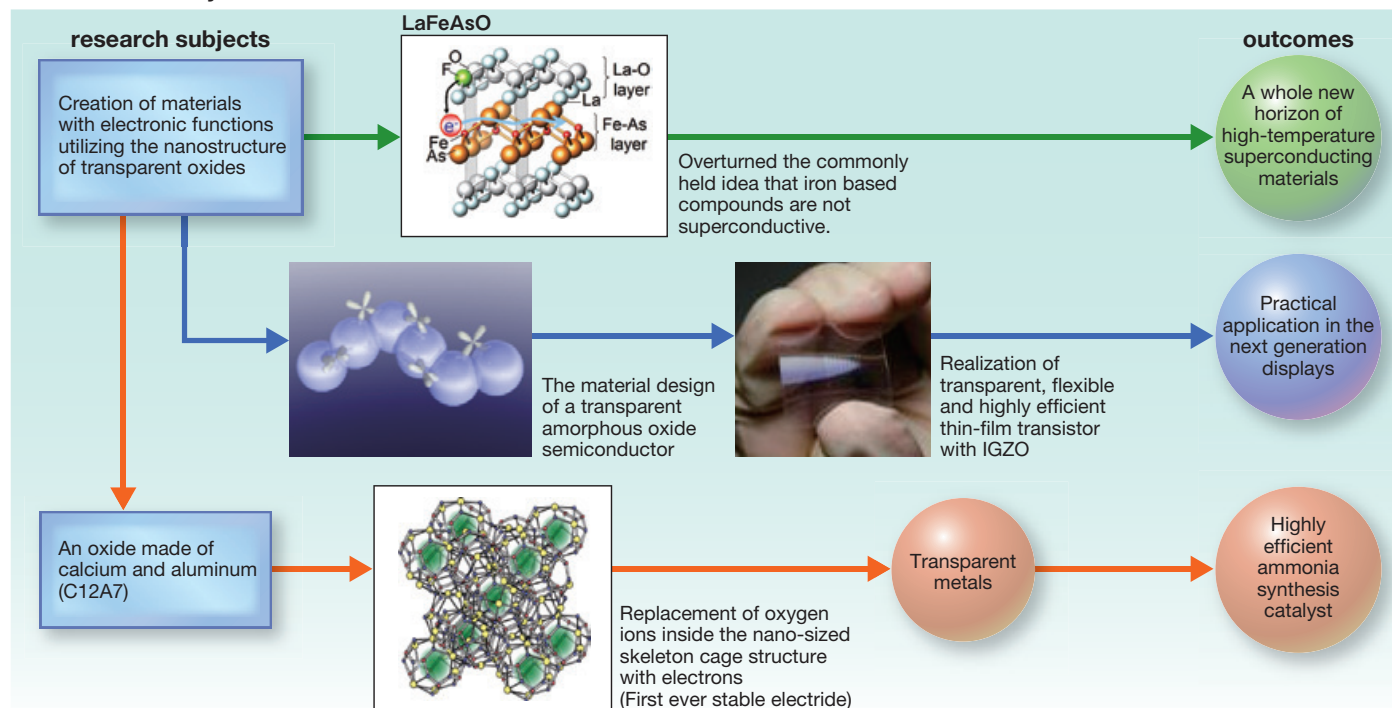 research subjects
LaFeAsO
outcomes
Creation of materials
with electronic functions
utilizing the nanostructure
of transparent oxides
O
F
La-O
layer
La
e-
Fe-As
layer
Fe
As
Overturned the commonly
held idea that iron based
compounds are not
superconductive.
A whole new
horizon of
high-temperature
superconducting
materials
The material design
of a transparent
amorphous oxide
semiconductor
Realization of
transparent, flexible
and highly efficient
thin-film transistor
with IGZO
Practical
application in the
next generation
displays
An oxide made of
calcium and aluminum
(C12A7)
Replacement of oxygen
ions inside the nano-sized
skeleton cage structure
with electrons
(First ever stable electride)
Transparent
metals
Highly
efficient
ammonia
synthesis
catalyst